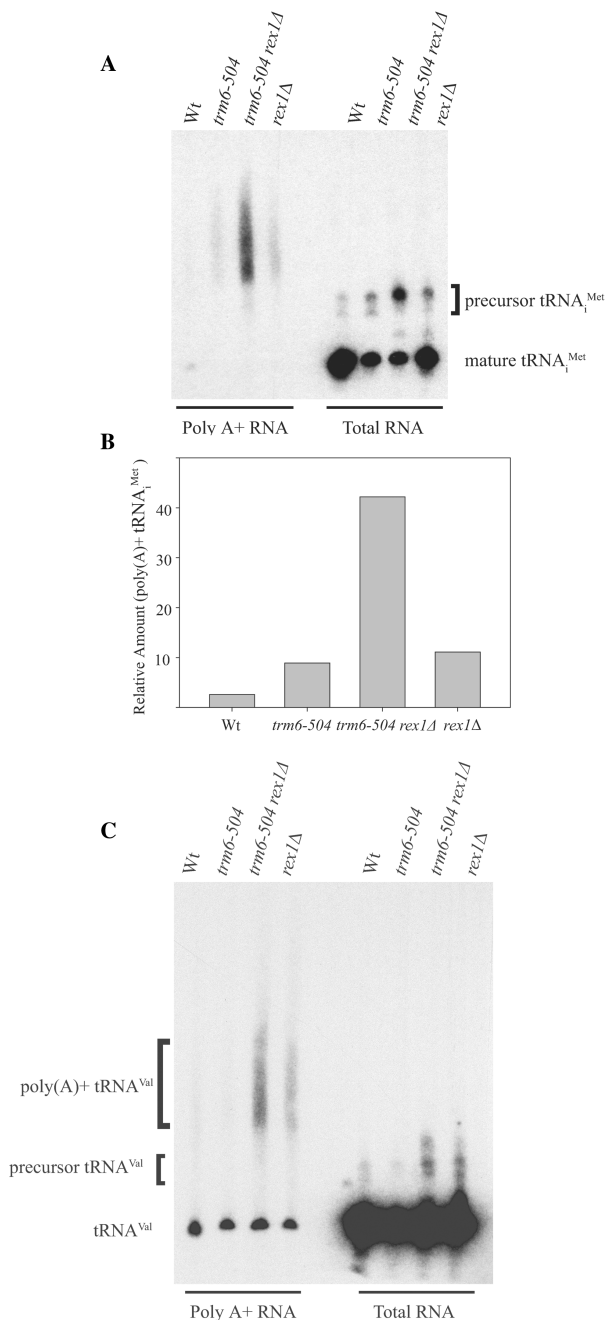 A
Wt trm6-504 trm6-504 rex1Δ rex1Δ Wt trm6-504 trm6-504 rex1Δ rex1Δ
precursor tRNAiMet
mature tRNAiMet
Poly A+ RNA Total RNA
B
Relative Amount (poly(A)+ tRNAiMet)
40
30
20
10
Wt trm6-504 trm6-504 rex1Δ rex1Δ
C
Wt trm6-504 trm6-504 rex1Δ rex1Δ Wt trm6-504 trm6-504 rex1Δ rex1Δ
poly(A)+ tRNAVal
precursor tRNAVal
tRNAVal
Poly A+ RNA Total RNA